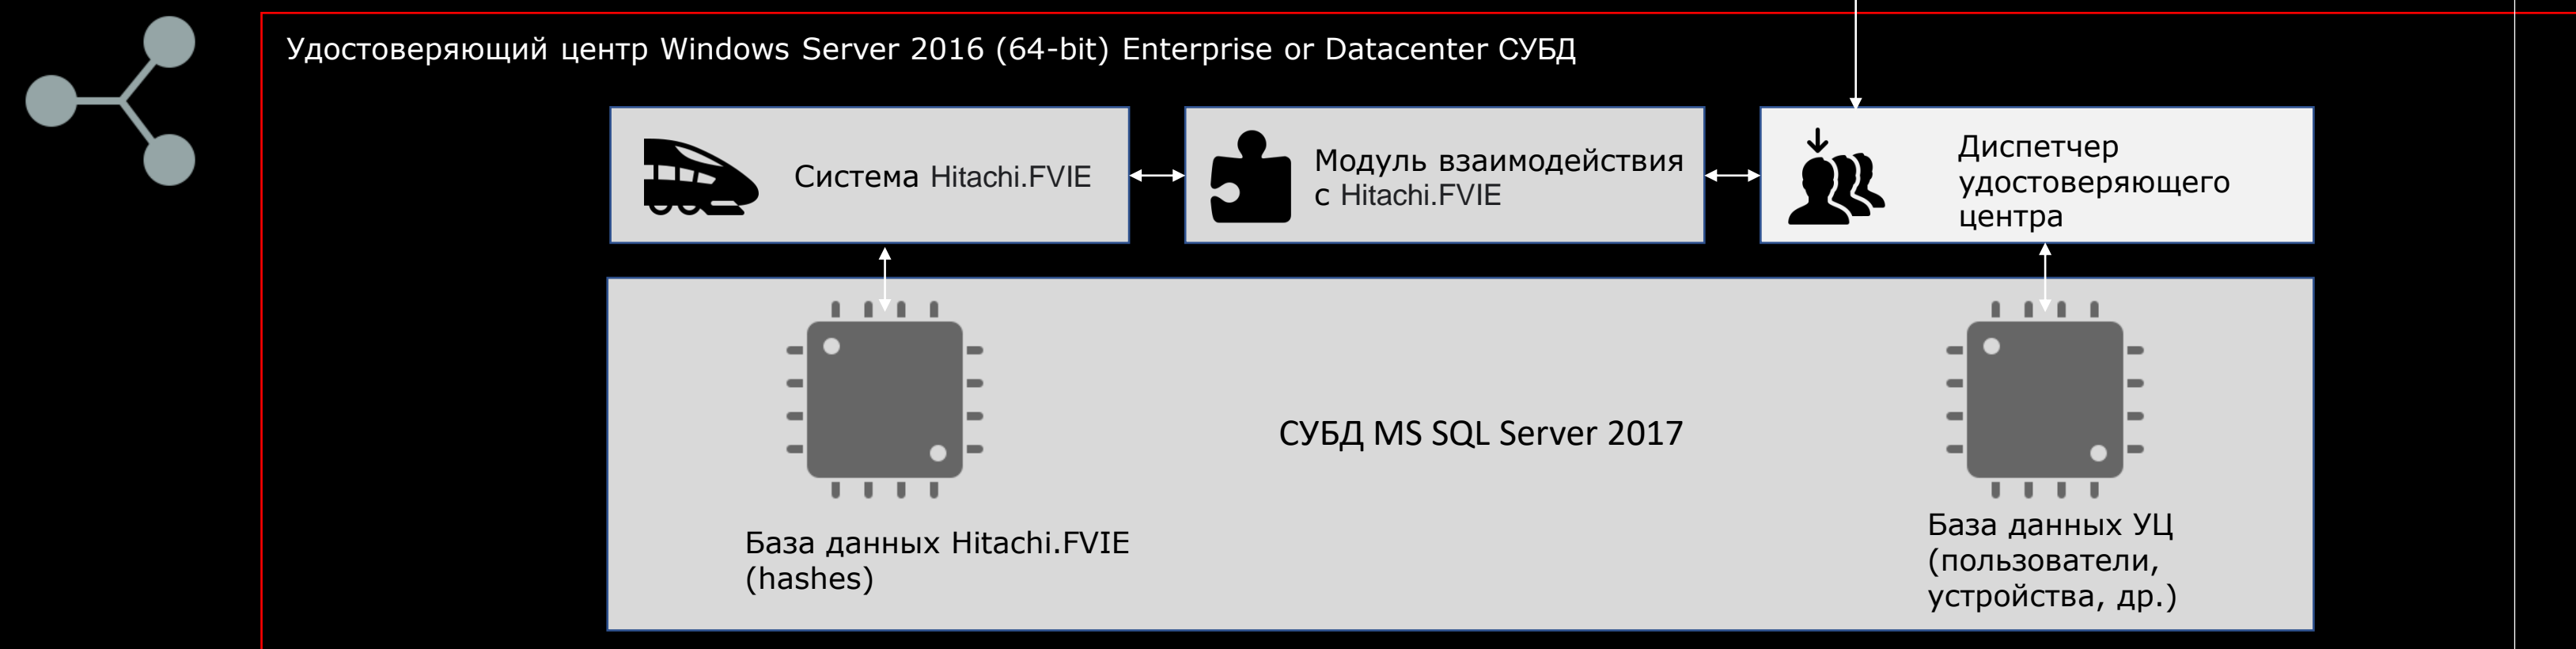 Удостоверяющий центр Windows Server 2016 (64-bit) Enterprise or Datacenter СУБД
Система Hitachi.FVIE
Модуль взаимодействия
с Hitachi.FVIE
Диспетчер
удостоверяющего
центра
СУБД MS SQL Server 2017
База данных Hitachi.FVIE
(hashes)
База данных УЦ
(пользователи,
устройства, др.)